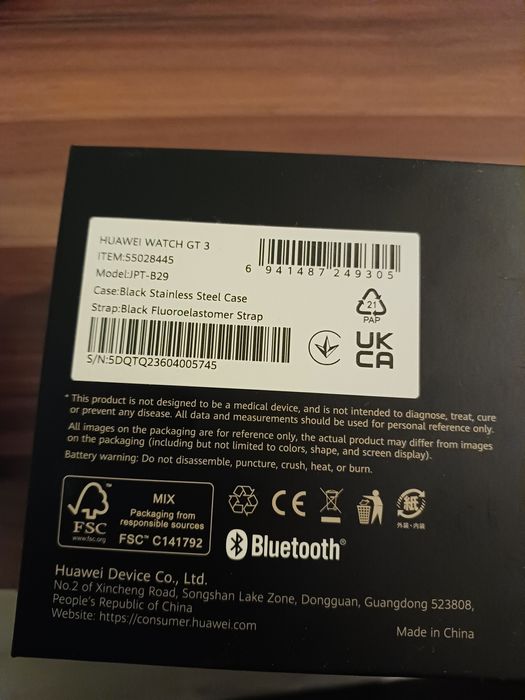 HUAWEI WATCH GT 3
ITEM:55028445
Model:JPT-B29
Case:Black Stainless Steel Case
Strap:Black Fluoroelastomer Strap
S/N:5DQTQ23604005745
6 941487 249305
21
PAP
UK
CA
* This product is not designed to be a medical device, and is not intended to diagnose, treat, cure
or prevent any disease. All data and measurements should be used for personal reference only.
All images on the packaging are for reference only, the actual product may differ from images
on the packaging (including but not limited to colors, shape, and screen display).
Battery warning: Do not disassemble, puncture, crush, heat, or burn.
FSC
www.fsc.org
MIX
Packaging from
responsible sources
FSC™ C141792
CE
紙
外装・内装
Bluetooth®
Huawei Device Co., Ltd.
No.2 of Xincheng Road, Songshan Lake Zone, Dongguan, Guangdong 523808,
People's Republic of China
Website: https://consumer.huawei.com
Made in China